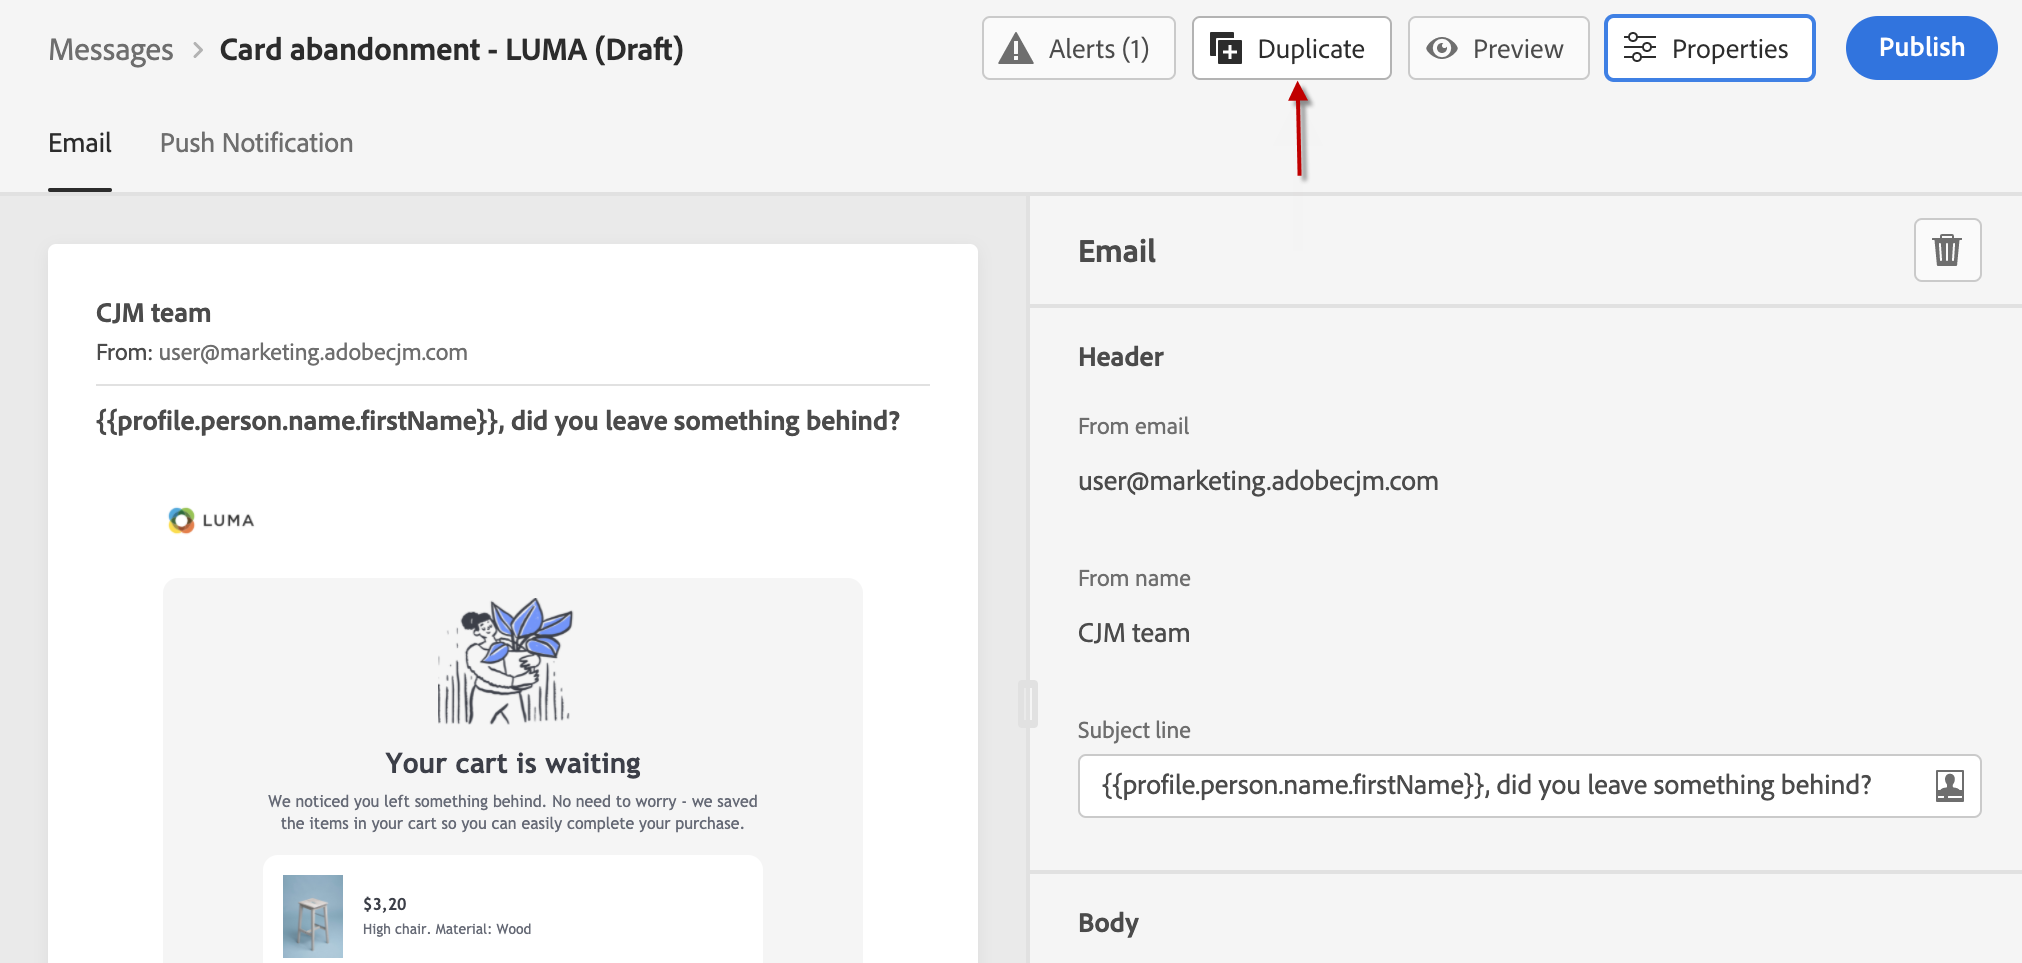 Messages > Card abandonment - LUMA (Draft)
Alerts (1)
Duplicate
Preview
Properties
Publish
Email
Push Notification
CJM team
From: user@marketing.adobecjm.com
{{profile.person.name.firstName}}, did you leave something behind?
LUMA
Your cart is waiting
We noticed you left something behind. No need to worry - we saved
the items in your cart so you can easily complete your purchase.
$3,20
High chair. Material: Wood
Email
Header
From email
user@marketing.adobecjm.com
From name
CJM team
Subject line
{{profile.person.name.firstName}}, did you leave something behind?
Body